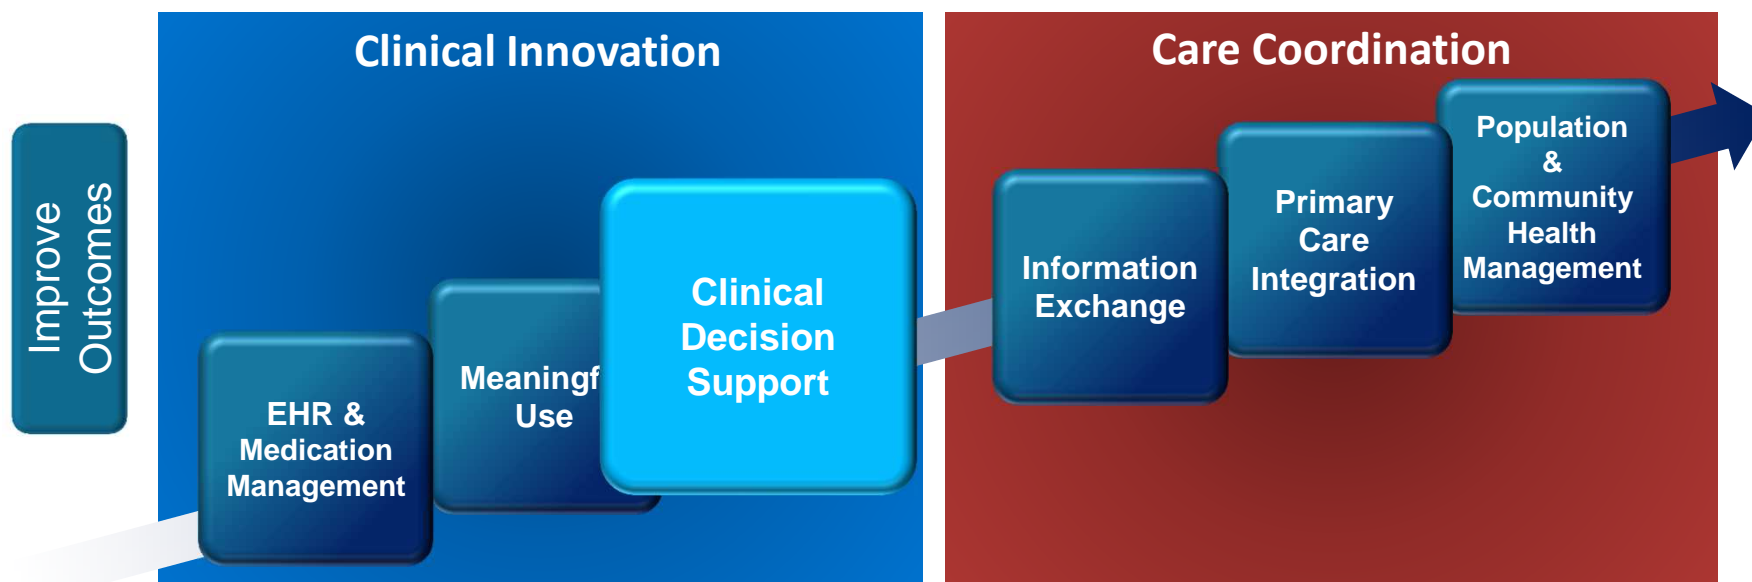 Clinical Innovation
Care Coordination
Improve
Outcomes
EHR &
Medication
Management
Use
Clinical
Decision
Support
Information
Exchange
Primary
Care
Integration
Population
&
Community
Health
Management